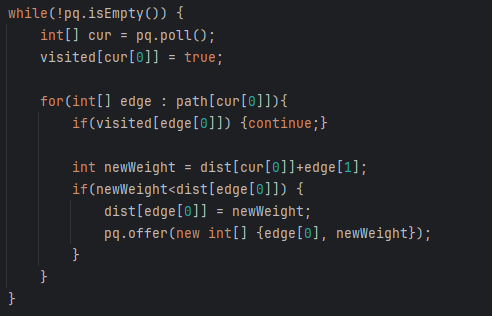 while(!pq.isEmpty()) {
int[] cur = pq.poll();
visited[cur[0]] = true;
for(int[] edge : path[cur[0]]){
if(visited[edge[0]]) {continue;}
int newWeight = dist[cur[0]]+edge[1];
if(newWeight<dist[edge[0]]) {
dist[edge[0]] = newWeight;
pq.offer(new int[] {edge[0], newWeight});
}
}
}